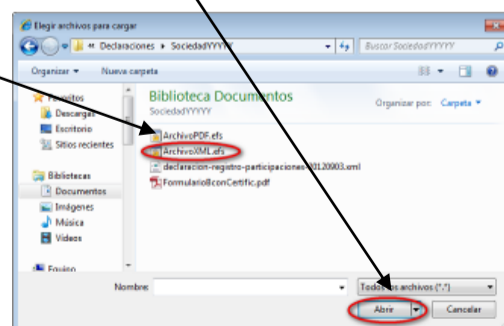 Elegir archivos para cargar
« Declaraciones ▸ SociedadYYYYY
Buscar SociedadYYYYY
Organizar
Nueva carpeta
Favoritos
Descargas
Escritorio
Sitios recientes
Bibliotecas
Documentos
Imágenes
Música
Vídeos
Equipo
Biblioteca Documentos
SociedadYYYYY
Organizar por: Carpeta
ArchivoPDF.efs
ArchivoXML.efs
declaracion-registro-participaciones-20120903.xml
FormularioBconCertific.pdf
Nombre:
Todos los archivos (*.*)
Abrir
Cancelar